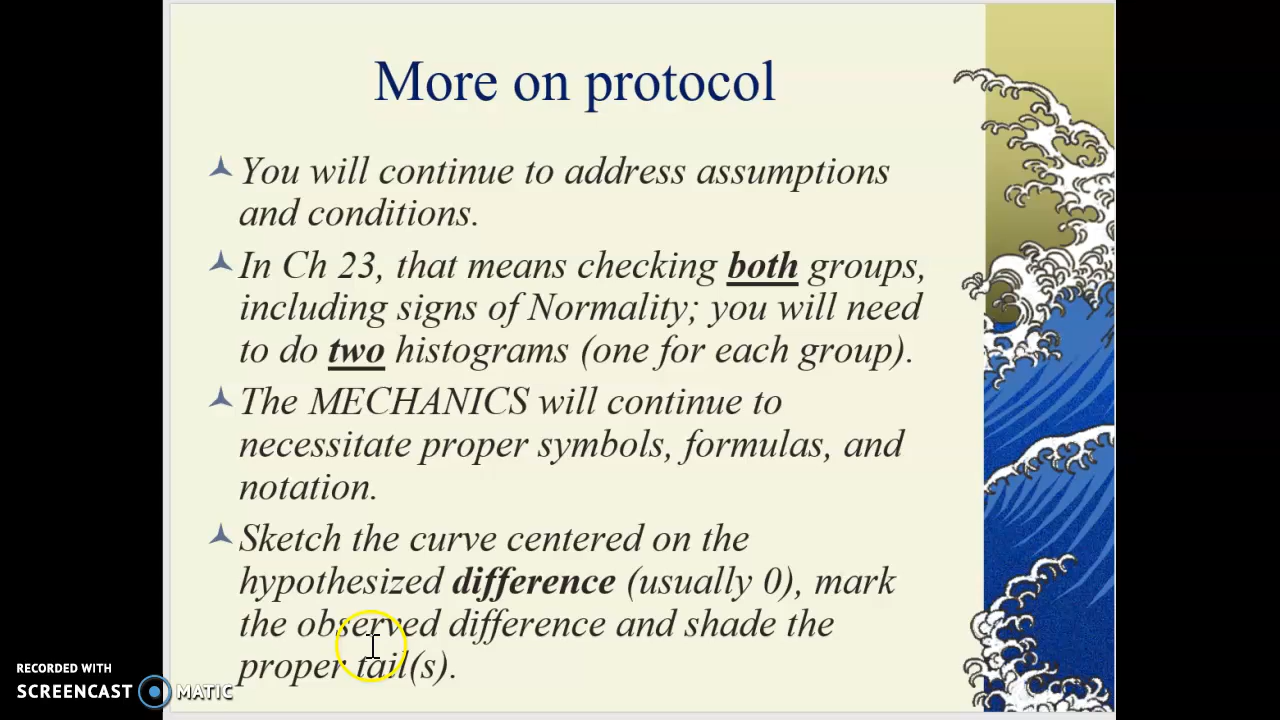 More on protocol
You will continue to address assumptions
and conditions.
In Ch 23, that means checking both groups,
including signs of Normality; you will need
to do two histograms (one for each group).
The MECHANICS will continue to
necessitate proper symbols, formulas, and
notation.
Sketch the curve centered on the
hypothesized difference (usually 0), mark
the observed difference and shade the
proper tail(s).
RECORDED WITH
SCREENCAST MATIC